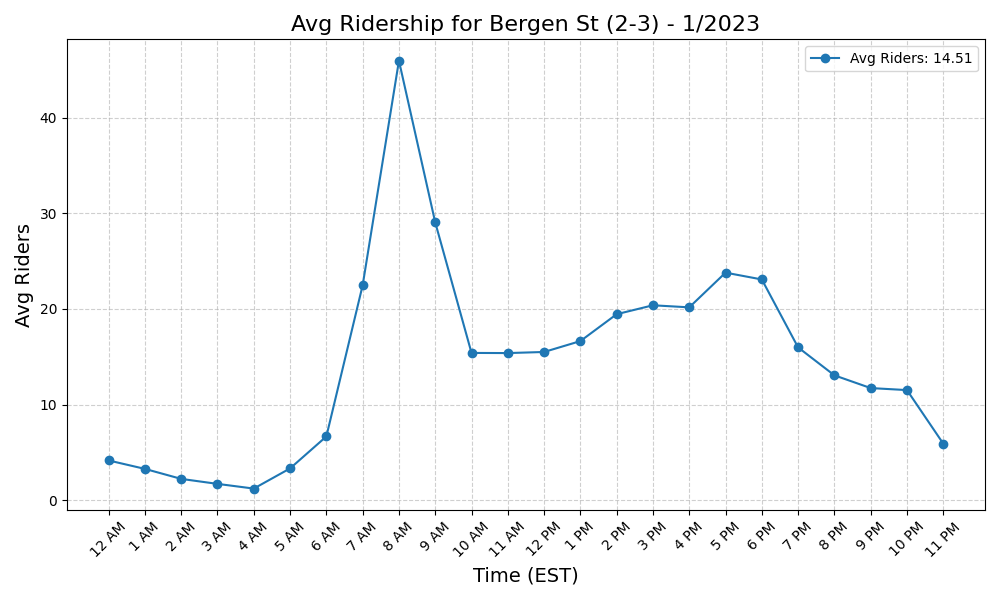 Avg Ridership for Bergen St (2-3) - 1/2023
Avg Riders: 14.51
Avg Riders
40
30
20
10
0
12 AM
1 AM
2 AM
3 AM
4 AM
5 AM
6 AM
7 AM
8 AM
9 AM
10 AM
11 AM
12 PM
1 PM
2 PM
3 PM
4 PM
5 PM
6 PM
7 PM
8 PM
9 PM
10 PM
11 PM
Time (EST)